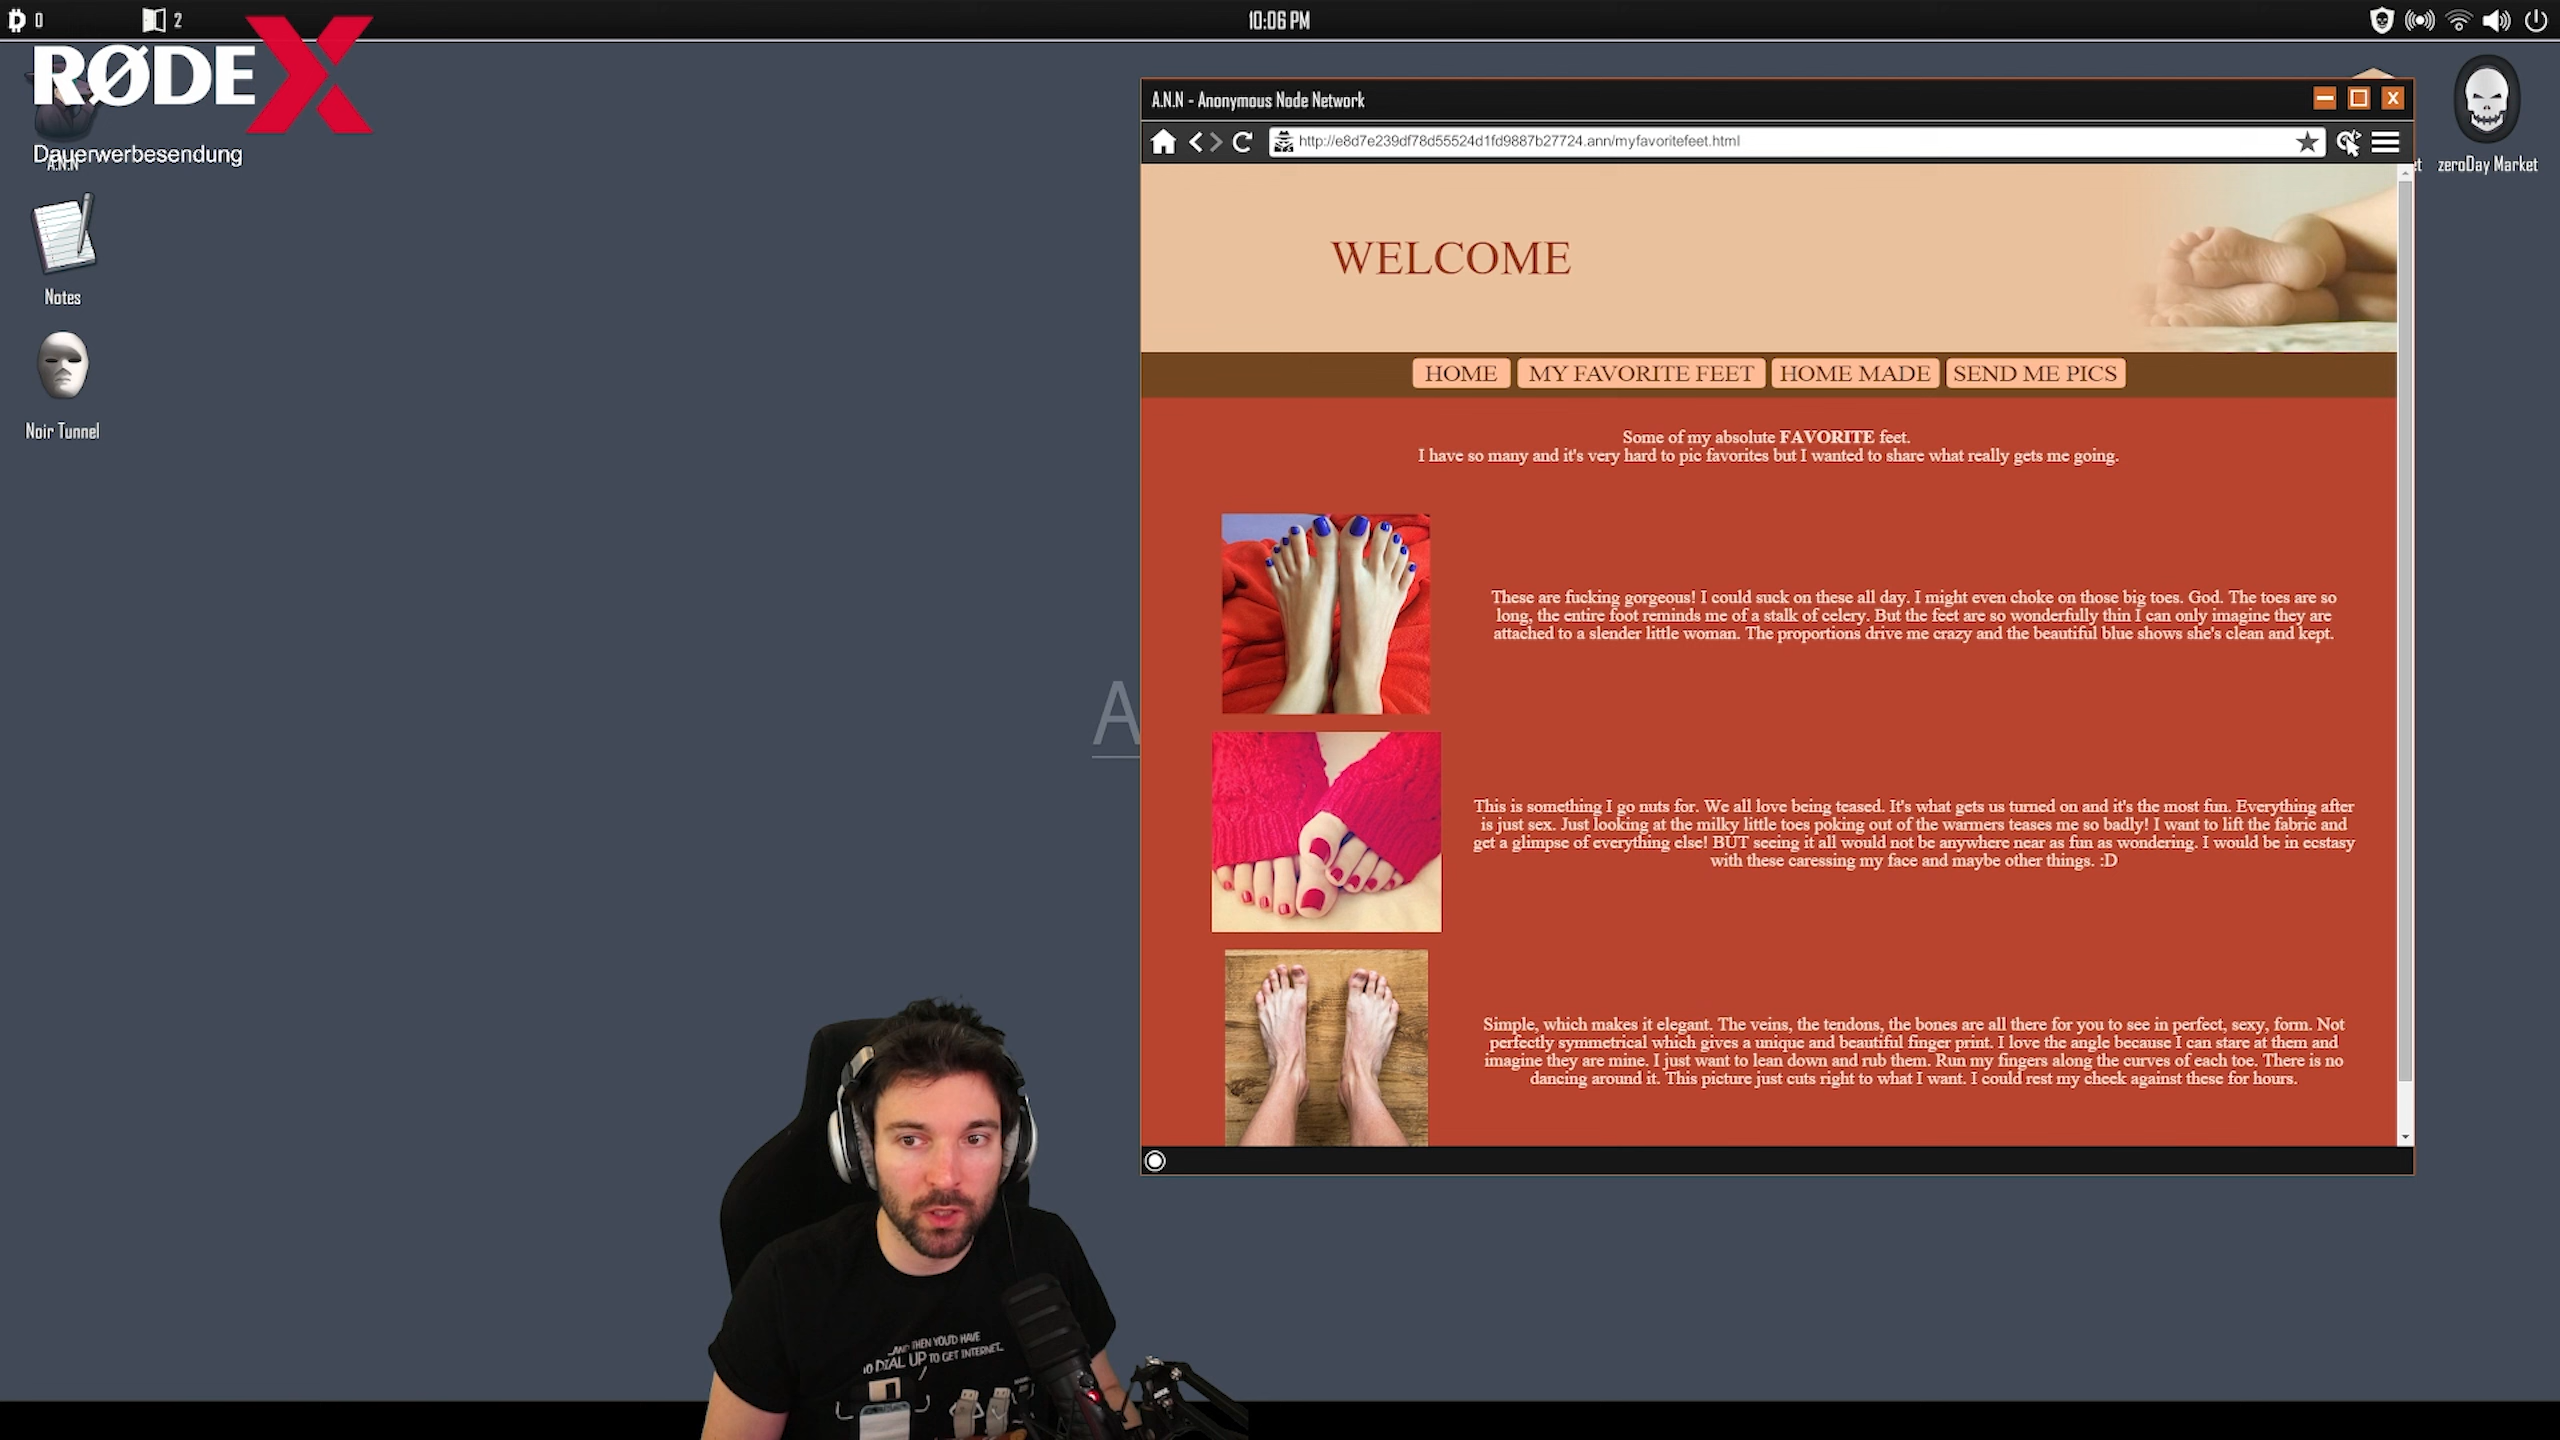 0
2
10:06 PM
RØDE X
Dauerwerbesendung
A.N.N
Notes
Noir Tunnel
zeroDay Market
A
A.N.N - Anonymous Node Network
http://e8d7e239df78d55524d1fd9887b27724.ann/myfavoritefeet.html
WELCOME
HOME
MY FAVORITE FEET
HOME MADE
SEND ME PICS
Some of my absolute FAVORITE feet.
I have so many and it's very hard to pic favorites but I wanted to share what really gets me going.
These are fucking gorgeous! I could suck on these all day. I might even choke on those big toes. God. The toes are so
long, the entire foot reminds me of a stalk of celery. But the feet are so wonderfully thin I can only imagine they are
attached to a slender little woman. The proportions drive me crazy and the beautiful blue shows she's clean and kept.
This is something I go nuts for. We all love being teased. It's what gets us turned on and it's the most fun. Everything after
is just sex. Just looking at the milky little toes poking out of the warmers teases me so badly! I want to lift the fabric and
get a glimpse of everything else! BUT seeing it all would not be anywhere near as fun as wondering. I would be in ecstasy
with these caressing my face and maybe other things. :D
Simple, which makes it elegant. The veins, the tendons, the bones are all there for you to see in perfect, sexy, form. Not
perfectly symmetrical which gives a unique and beautiful finger print. I love the angle because I can stare at them and
imagine they are mine. I just want to lean down and rub them. Run my fingers along the curves of each toe. There is no
dancing around it. This picture just cuts right to what I want. I could rest my cheek against these for hours.
...AND THEN YOU'D HAVE
TO DIAL UP TO GET INTERNET...